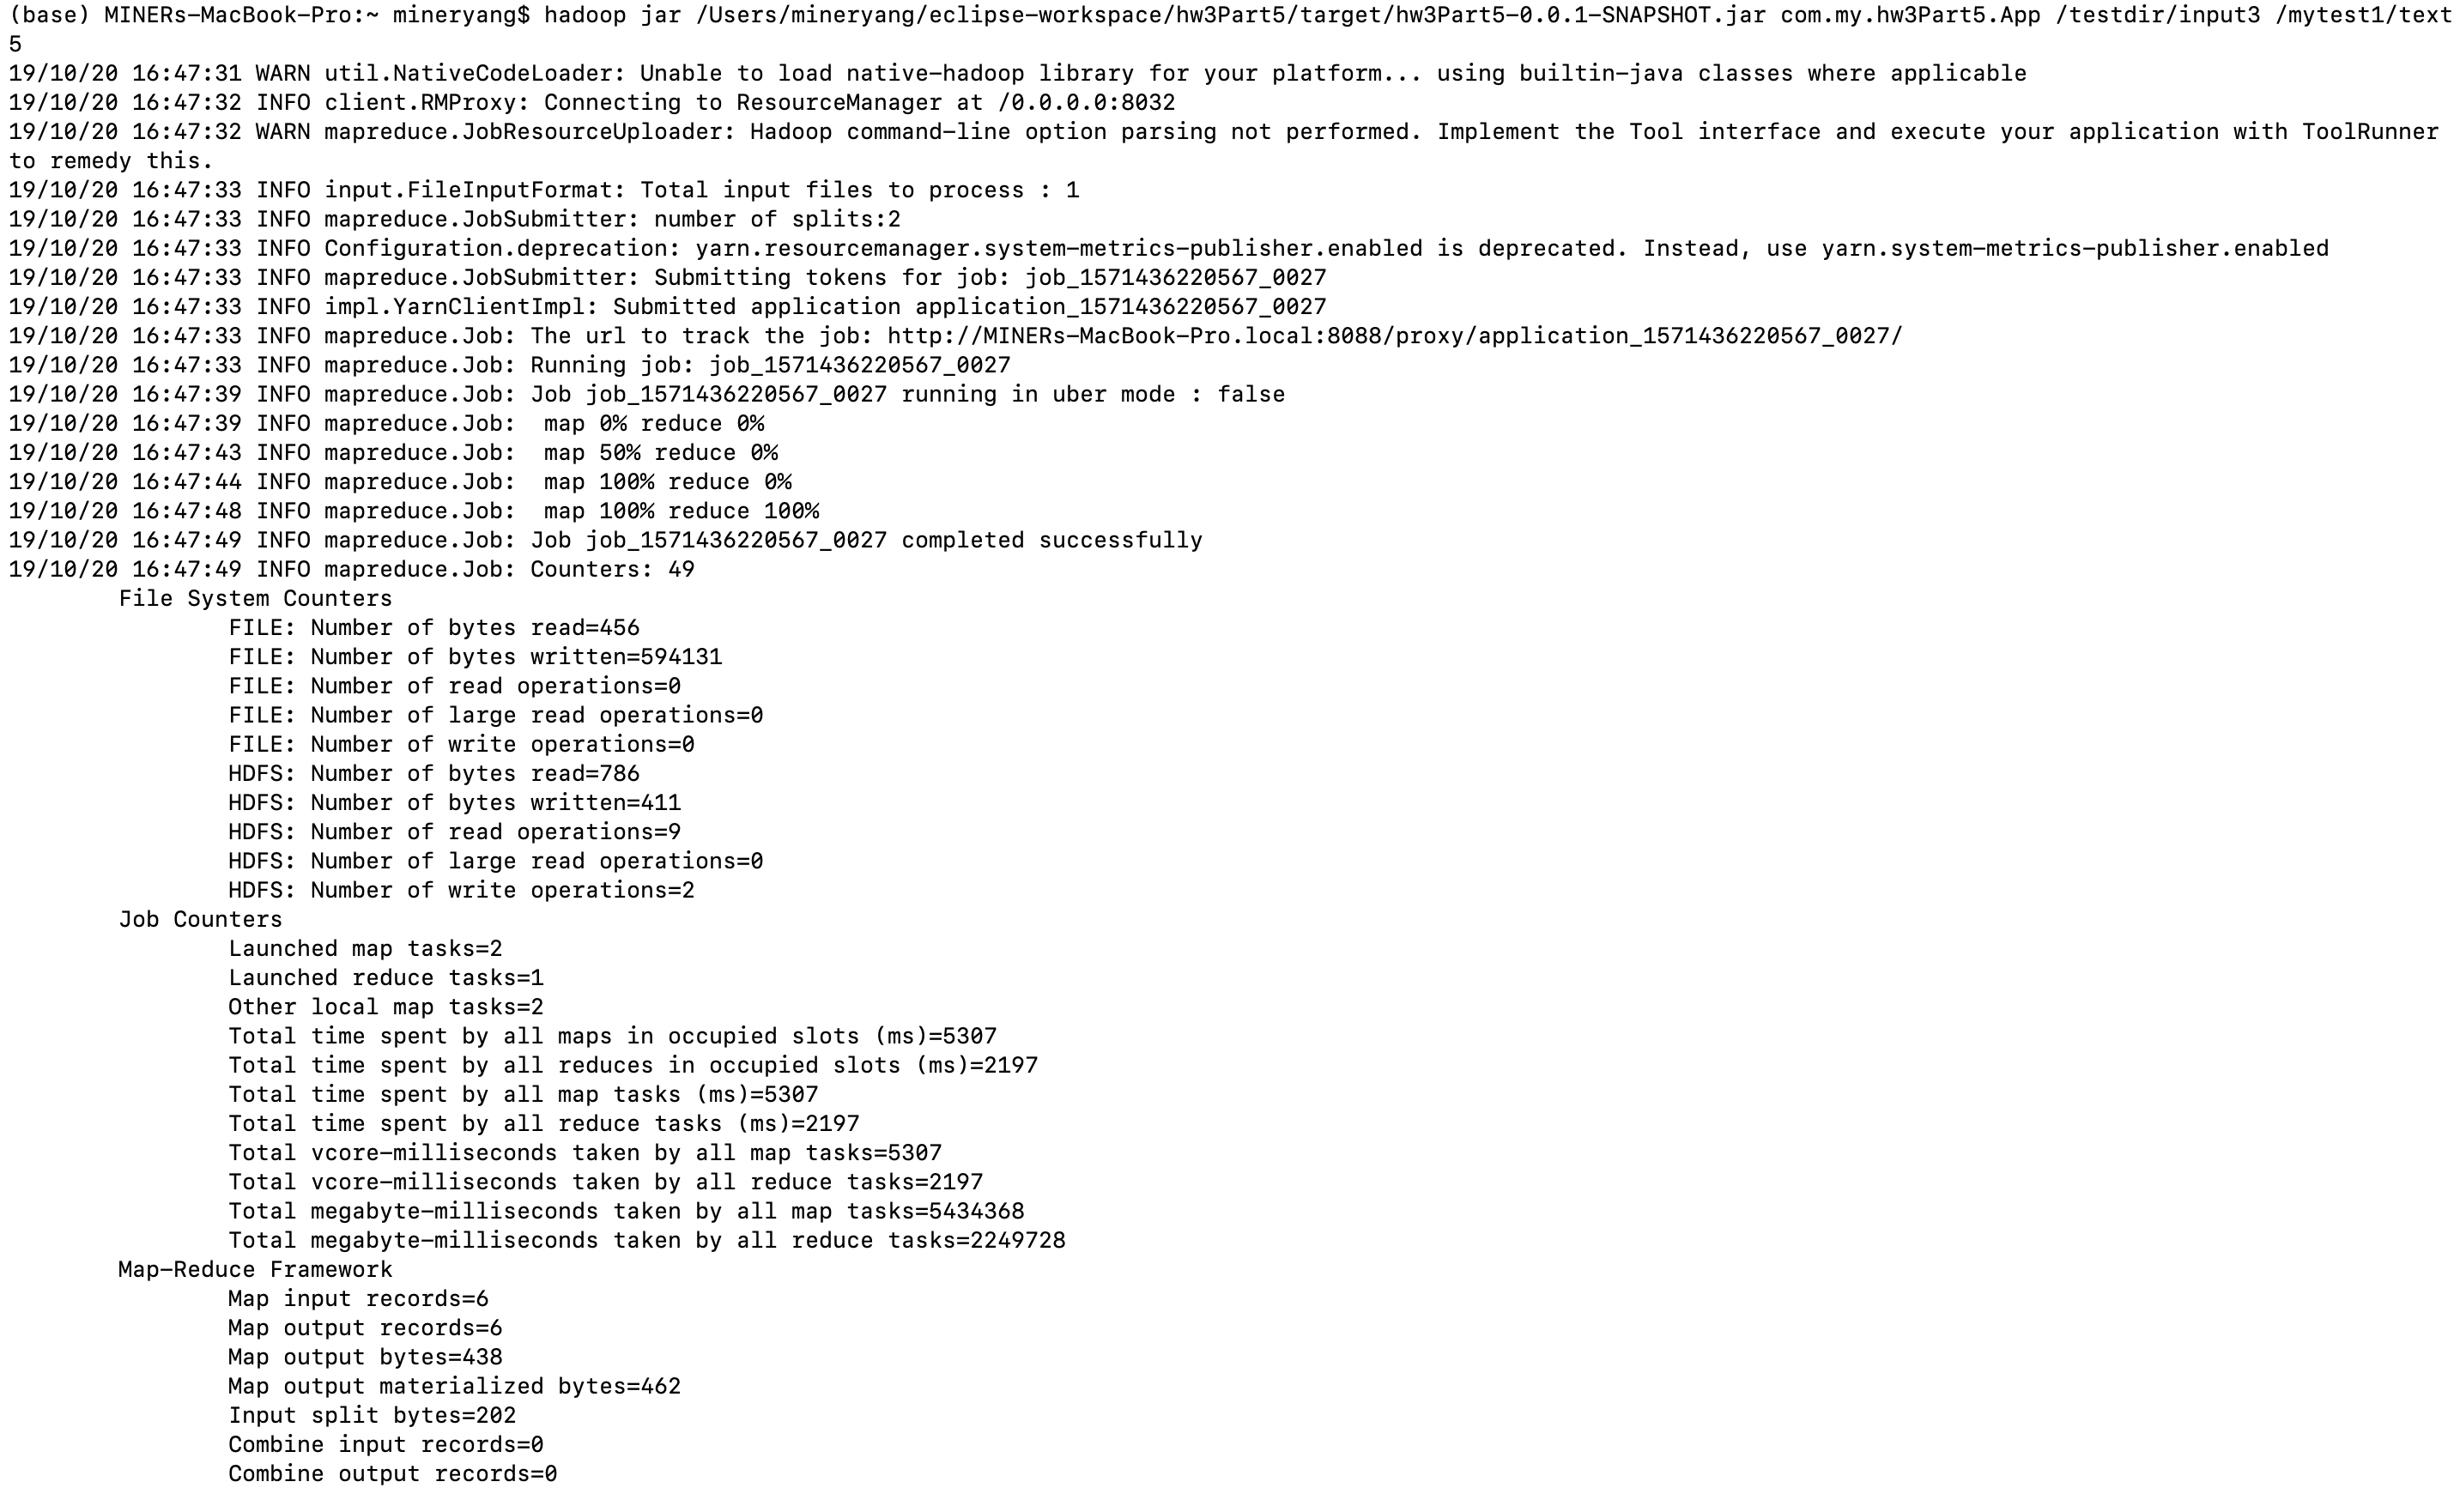 (base) MINERs-MacBook-Pro:~ mineryang$ hadoop jar /Users/mineryang/eclipse-workspace/hw3Part5/target/hw3Part5-0.0.1-SNAPSHOT.jar com.my.hw3Part5.App /testdir/input3 /mytest1/text
5
19/10/20 16:47:31 WARN util.NativeCodeLoader: Unable to load native-hadoop library for your platform... using builtin-java classes where applicable
19/10/20 16:47:32 INFO client.RMProxy: Connecting to ResourceManager at /0.0.0.0:8032
19/10/20 16:47:32 WARN mapreduce.JobResourceUploader: Hadoop command-line option parsing not performed. Implement the Tool interface and execute your application with ToolRunner
to remedy this.
19/10/20 16:47:33 INFO input.FileInputFormat: Total input files to process : 1
19/10/20 16:47:33 INFO mapreduce.JobSubmitter: number of splits:2
19/10/20 16:47:33 INFO Configuration.deprecation: yarn.resourcemanager.system-metrics-publisher.enabled is deprecated. Instead, use yarn.system-metrics-publisher.enabled
19/10/20 16:47:33 INFO mapreduce.JobSubmitter: Submitting tokens for job: job_1571436220567_0027
19/10/20 16:47:33 INFO impl.YarnClientImpl: Submitted application application_1571436220567_0027
19/10/20 16:47:33 INFO mapreduce.Job: The url to track the job: http://MINERs-MacBook-Pro.local:8088/proxy/application_1571436220567_0027/
19/10/20 16:47:33 INFO mapreduce.Job: Running job: job_1571436220567_0027
19/10/20 16:47:39 INFO mapreduce.Job: Job job_1571436220567_0027 running in uber mode : false
19/10/20 16:47:39 INFO mapreduce.Job:  map 0% reduce 0%
19/10/20 16:47:43 INFO mapreduce.Job:  map 50% reduce 0%
19/10/20 16:47:44 INFO mapreduce.Job:  map 100% reduce 0%
19/10/20 16:47:48 INFO mapreduce.Job:  map 100% reduce 100%
19/10/20 16:47:49 INFO mapreduce.Job: Job job_1571436220567_0027 completed successfully
19/10/20 16:47:49 INFO mapreduce.Job: Counters: 49
File System Counters
FILE: Number of bytes read=456
FILE: Number of bytes written=594131
FILE: Number of read operations=0
FILE: Number of large read operations=0
FILE: Number of write operations=0
HDFS: Number of bytes read=786
HDFS: Number of bytes written=411
HDFS: Number of read operations=9
HDFS: Number of large read operations=0
HDFS: Number of write operations=2
Job Counters
Launched map tasks=2
Launched reduce tasks=1
Other local map tasks=2
Total time spent by all maps in occupied slots (ms)=5307
Total time spent by all reduces in occupied slots (ms)=2197
Total time spent by all map tasks (ms)=5307
Total time spent by all reduce tasks (ms)=2197
Total vcore-milliseconds taken by all map tasks=5307
Total vcore-milliseconds taken by all reduce tasks=2197
Total megabyte-milliseconds taken by all map tasks=5434368
Total megabyte-milliseconds taken by all reduce tasks=2249728
Map-Reduce Framework
Map input records=6
Map output records=6
Map output bytes=438
Map output materialized bytes=462
Input split bytes=202
Combine input records=0
Combine output records=0